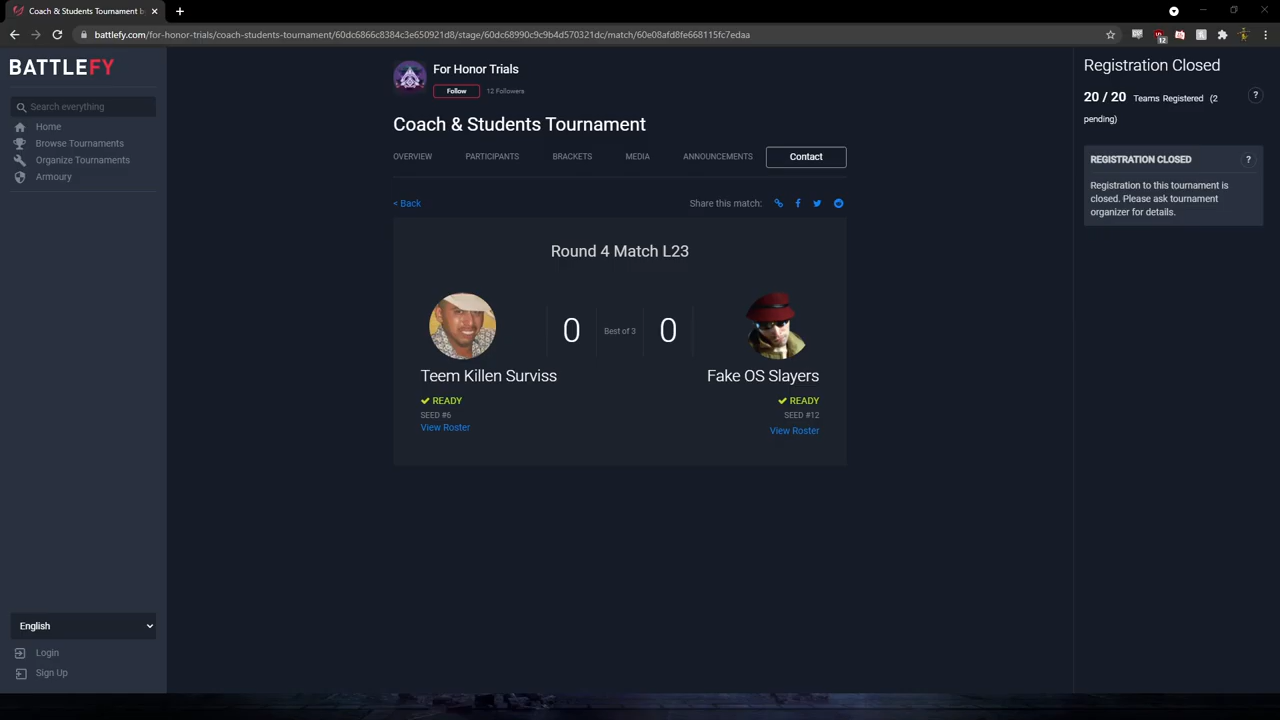 Coach & Students Tournament b
battlefy.com/for-honor-trials/coach-students-tournament/60dc6866c8384c3e650921d8/stage/60dc68990c9c9b4d570321dc/match/60e08afd8fe668115fc7edaa
12
BATTLEFY
Search everything
Home
Browse Tournaments
Organize Tournaments
Armoury
English
Login
Sign Up
For Honor Trials
Follow 12 Followers
Coach & Students Tournament
OVERVIEW PARTICIPANTS BRACKETS MEDIA ANNOUNCEMENTS Contact
< Back Share this match:
Round 4 Match L23
0 Best of 3 0
Teem Killen Surviss Fake OS Slayers
READY READY
SEED #6 SEED #12
View Roster View Roster
Registration Closed
20 / 20 Teams Registered (2
pending)
?
REGISTRATION CLOSED ?
Registration to this tournament is
closed. Please ask tournament
organizer for details.